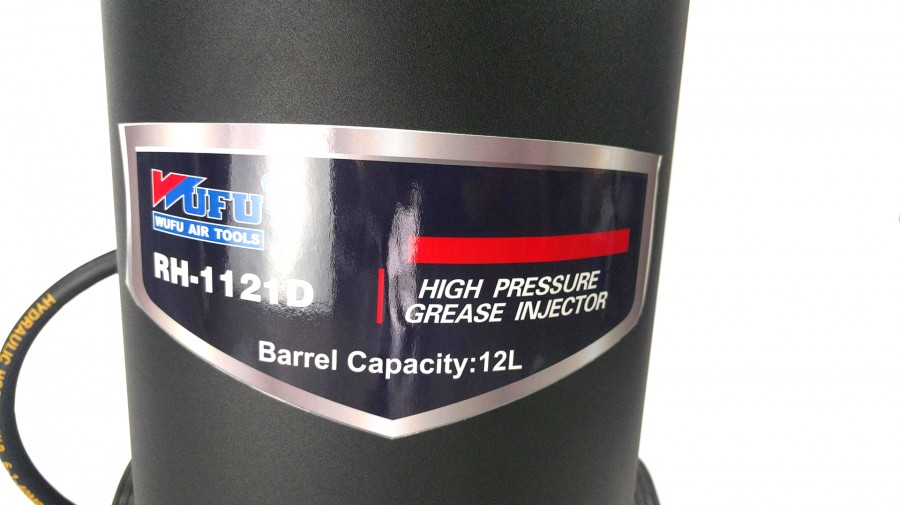 WUFU
WUFU AIR TOOLS
RH-1121D
HIGH PRESSURE
GREASE INJECTOR
Barrel Capacity:12L
HYDRAULIC